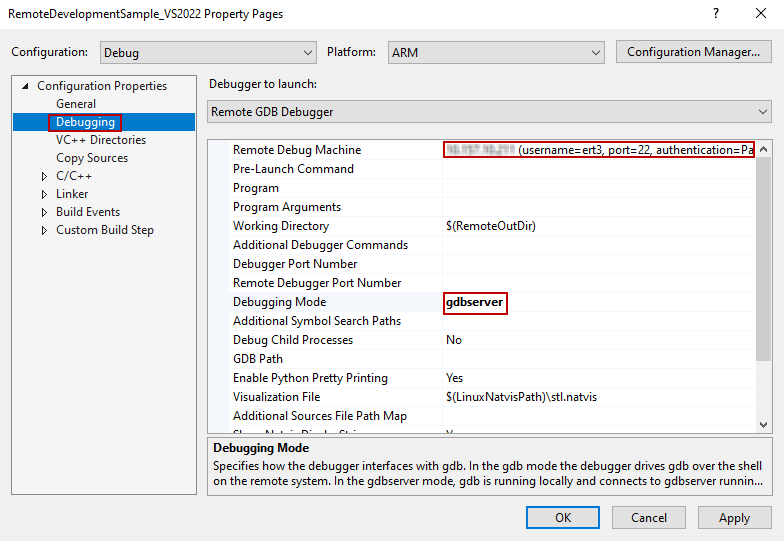 RemoteDevelopmentSample_VS2022 Property Pages
Configuration: Debug Platform: ARM Configuration Manager...
Configuration Properties
General
Debugging
VC++ Directories
Copy Sources
C/C++
Linker
Build Events
Custom Build Step
Debugger to launch:
Remote GDB Debugger
Remote Debug Machine (username=ert3, port=22, authentication=Pa
Pre-Launch Command
Program
Program Arguments
Working Directory $(RemoteOutDir)
Additional Debugger Commands
Debugger Port Number
Remote Debugger Port Number
Debugging Mode gdbserver
Additional Symbol Search Paths
Debug Child Processes No
GDB Path
Enable Python Pretty Printing Yes
Visualization File $(LinuxNatvisPath)\stl.natvis
Additional Sources File Path Map
Debugging Mode
Specifies how the debugger interfaces with gdb. In the gdb mode the debugger drives gdb over the shell
on the remote system. In the gdbserver mode, gdb is running locally and connects to gdbserver runnin...
OK Cancel Apply